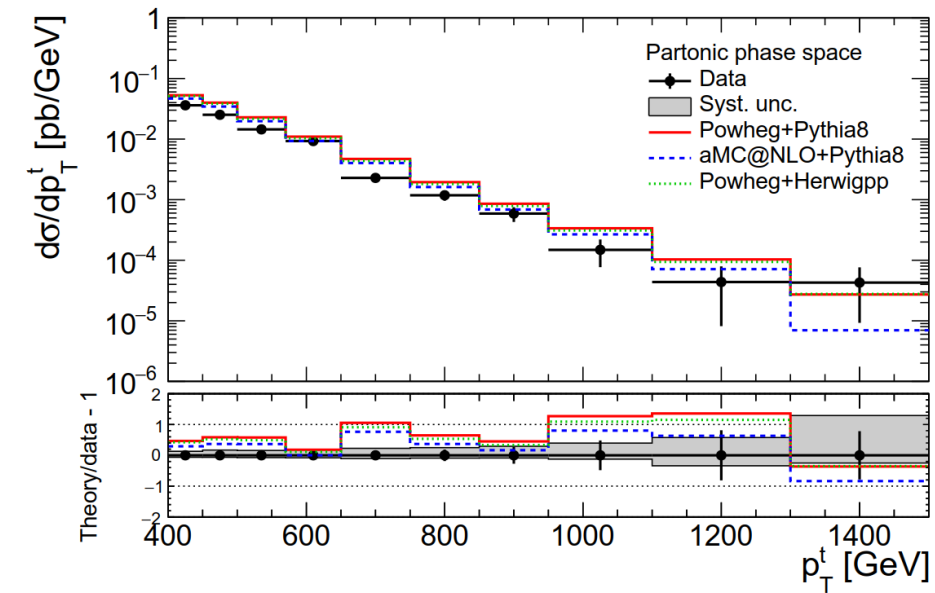 dσ/dp_T^t [pb/GeV]
1
10^−1
10^−2
10^−3
10^−4
10^−5
10^−6
Partonic phase space
Data
Syst. unc.
Powheg+Pythia8
aMC@NLO+Pythia8
Powheg+Herwigpp
Theory/data - 1
2
1
0
−1
−2
400 600 800 1000 1200 1400
p_T^t [GeV]